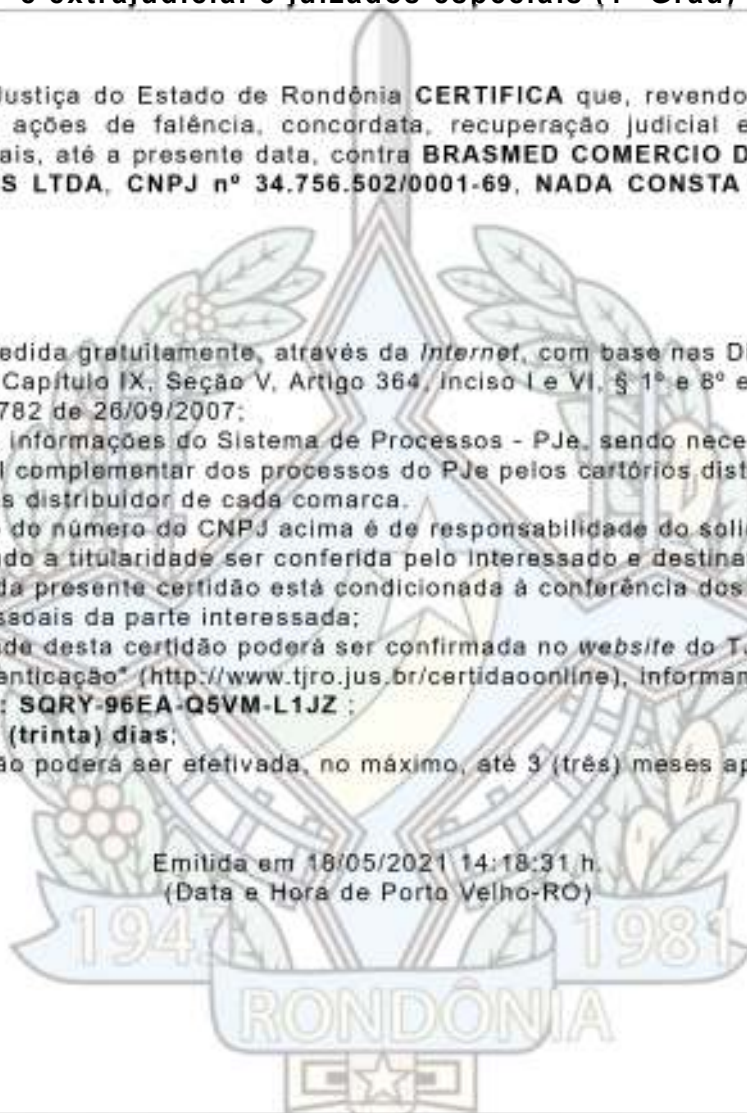 e extrajudicial e juizados especiais (1º Grau)
Justiça do Estado de Rondônia CERTIFICA que, revendo
ações de falência, concordata, recuperação judicial e
ais, até a presente data, contra BRASMED COMERCIO D
S LTDA, CNPJ nº 34.756.502/0001-69, NADA CONSTA
edida gratuitamente, através da Internet, com base nas Di
Capítulo IX, Seção V, Artigo 364, inciso I e VI, § 1º e 8º e
782 de 26/09/2007;
informações do Sistema de Processos - PJe, sendo nece
l complementar dos processos do PJe pelos cartórios dist
s distribuidor de cada comarca.
o do número do CNPJ acima é de responsabilidade do soli
do a titularidade ser conferida pelo interessado e destina
da presente certidão está condicionada à conferência dos
ssoais da parte interessada;
de desta certidão poderá ser confirmada no website do T
enticação" (http://www.tjro.jus.br/certidaoonline), informan
: SQRY-96EA-Q5VM-L1JZ ;
(trinta) dias;
ão poderá ser efetivada, no máximo, até 3 (três) meses ap
Emitida em 18/05/2021 14:18:31 h.
(Data e Hora de Porto Velho-RO)
1943 1981
RONDÔNIA